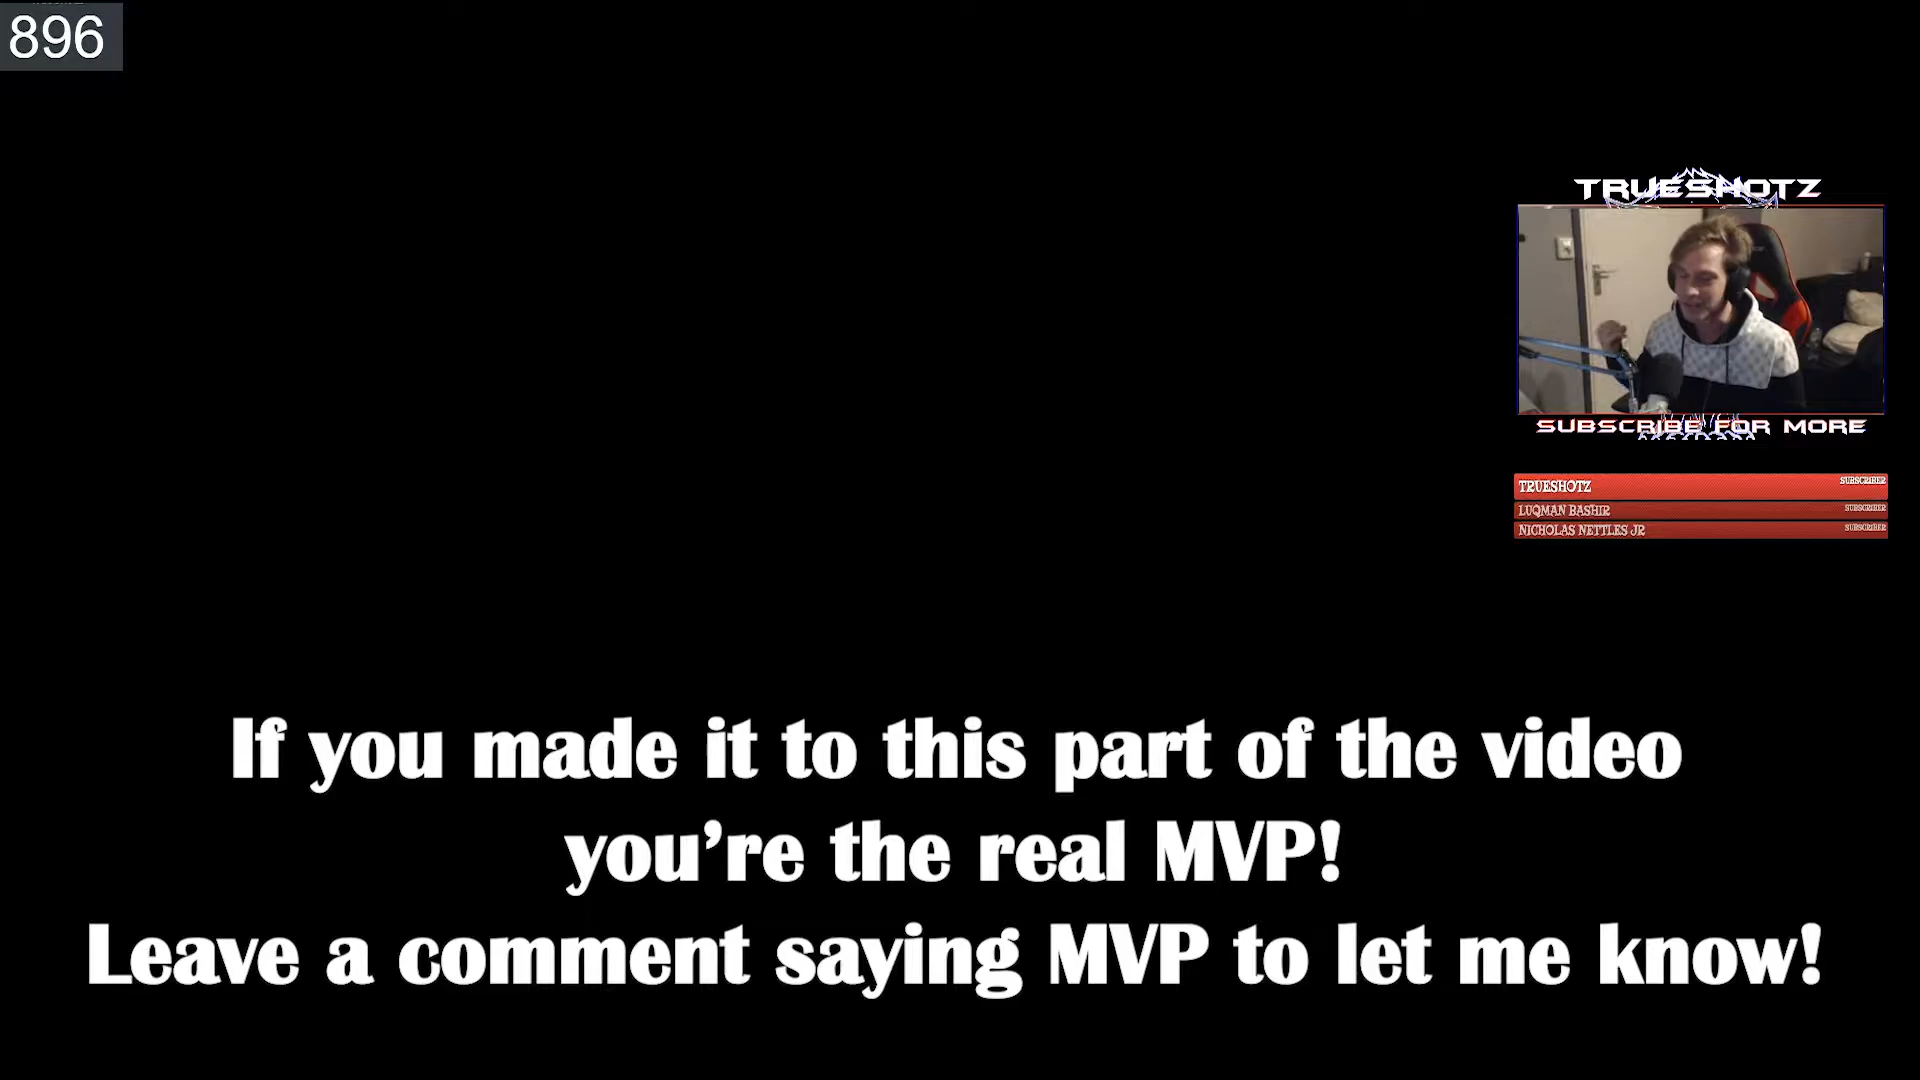 896
TRUESHOTZ
SUBSCRIBE FOR MORE
TRUESHOTZ SUBSCRIBER
LUQMAN BASHIR SUBSCRIBER
NICHOLAS NETTLES JR SUBSCRIBER
If you made it to this part of the video
you’re the real MVP!
Leave a comment saying MVP to let me know!